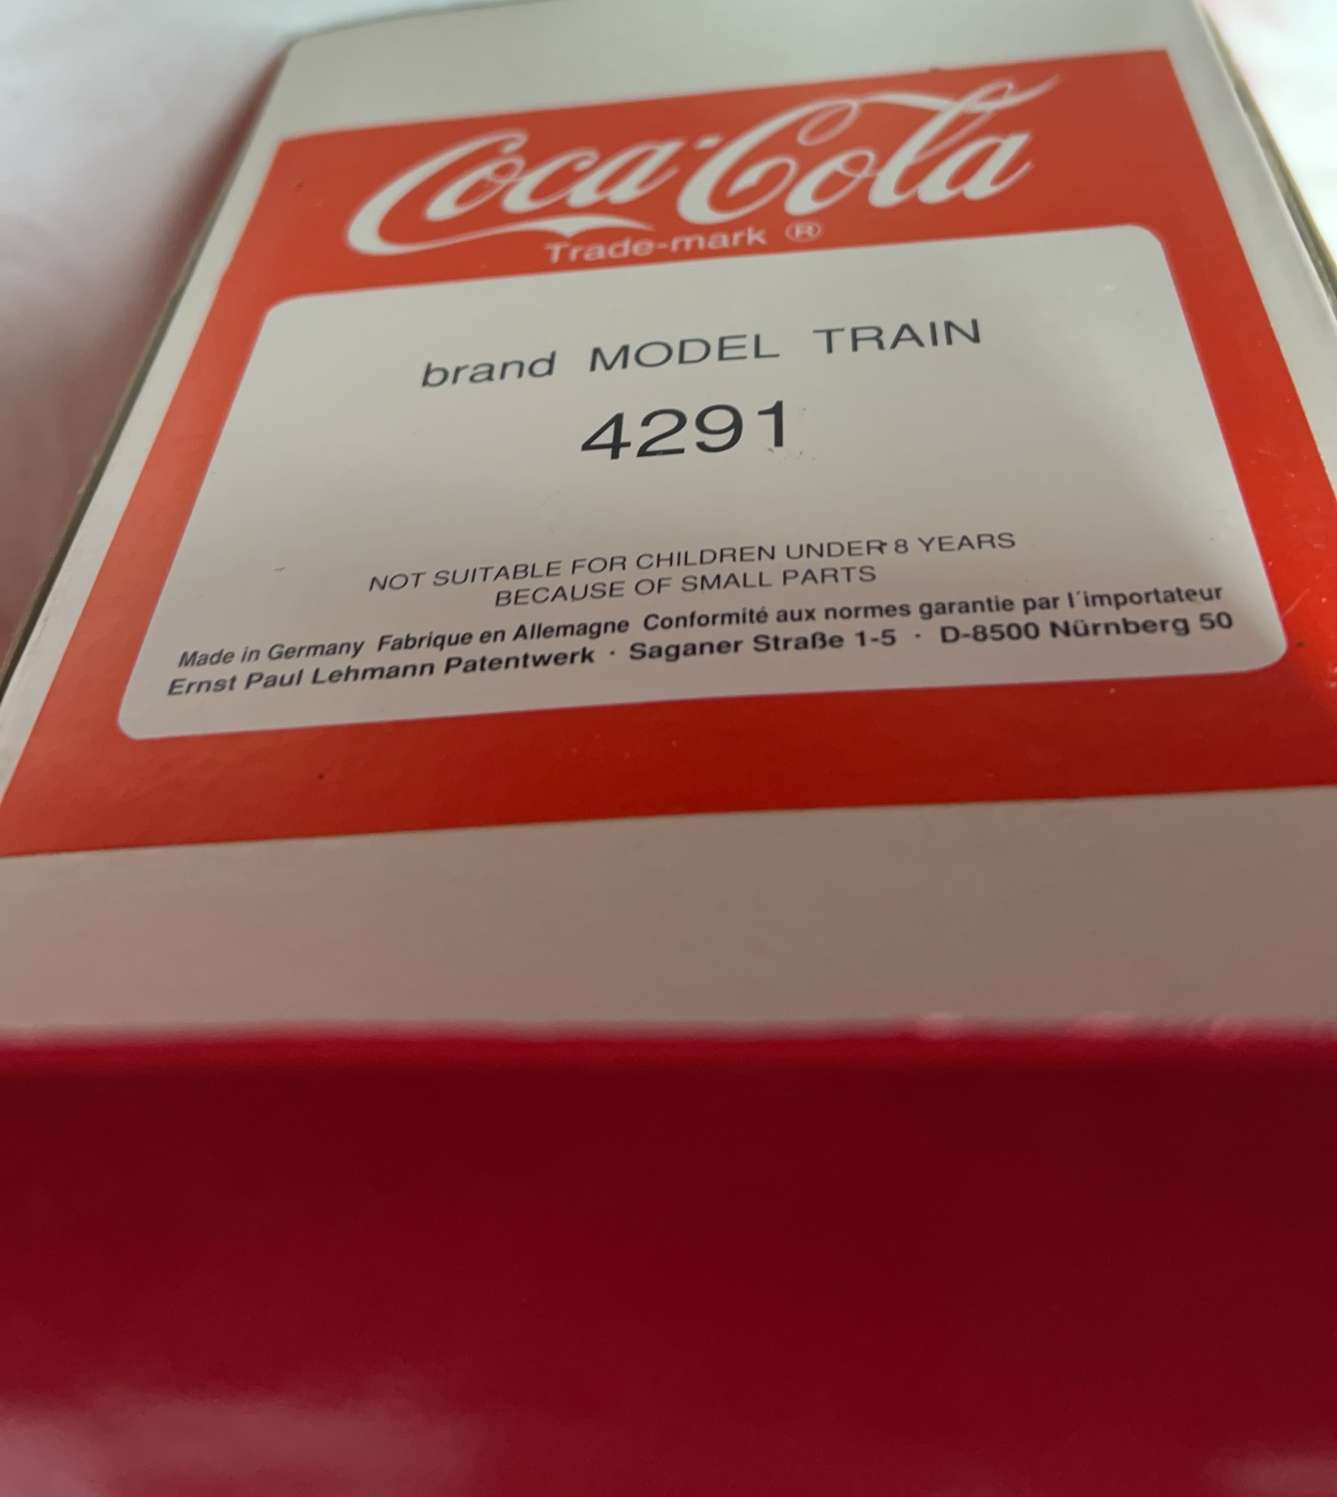 Coca-Cola
Trade-mark ®
brand MODEL TRAIN
4291
NOT SUITABLE FOR CHILDREN UNDER 8 YEARS
BECAUSE OF SMALL PARTS
Made in Germany Fabrique en Allemagne Conformité aux normes garantie par l´importateur
Ernst Paul Lehmann Patentwerk · Saganer Straße 1-5 · D-8500 Nürnberg 50